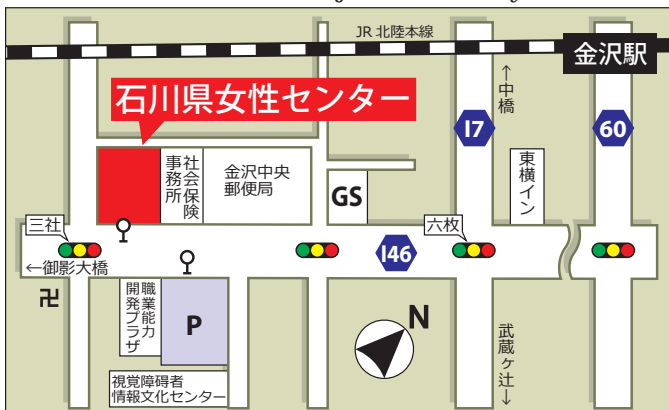 JR 北陸本線
金沢駅
石川県女性センター
↑中橋
17
60
社会保険
事務所
金沢中央
郵便局
GS
東横イン
三社
六枚
146
←御影大橋
卍
職業能力
開発プラザ
P
N
武蔵ヶ辻↓
視覚障碍者
情報文化センター